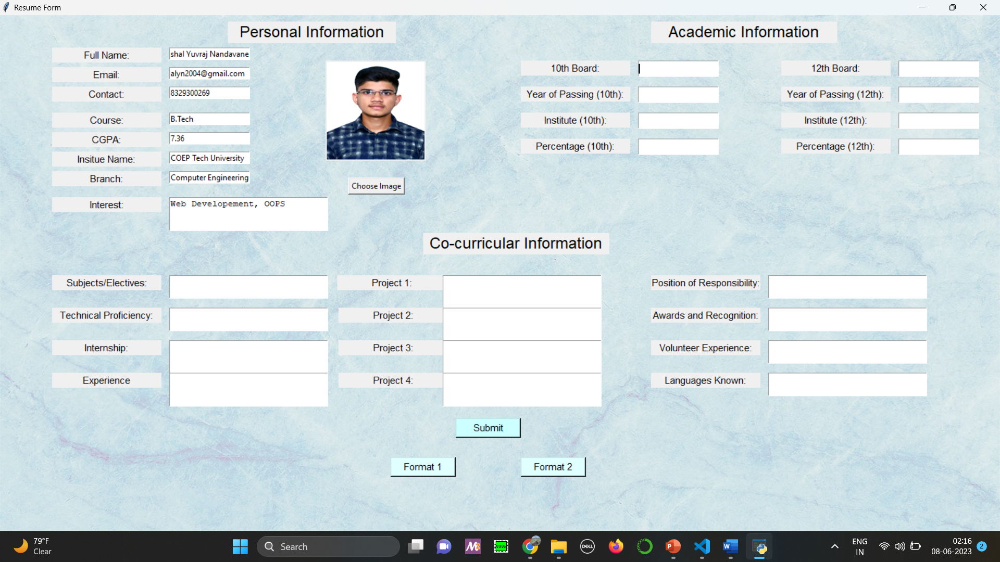 Resume Form
Personal Information
Full Name:
shal Yuvraj Nandavane
Email:
alyn2004@gmail.com
Contact:
8329300269
Course:
B.Tech
CGPA:
7.36
Insitue Name:
COEP Tech University
Branch:
Computer Engineering
Interest:
Web Developement, OOPS
Choose Image
Academic Information
10th Board:
Year of Passing (10th):
Institute (10th):
Percentage (10th):
12th Board:
Year of Passing (12th):
Institute (12th):
Percentage (12th):
Co-curricular Information
Subjects/Electives:
Technical Proficiency:
Internship:
Experience
Project 1:
Project 2:
Project 3:
Project 4:
Position of Responsibility:
Awards and Recognition:
Volunteer Experience:
Languages Known:
Submit
Format 1
Format 2
79°F
Clear
Search
M2
8085
DELL
P
W
ENG
IN
02:16
08-06-2023
2